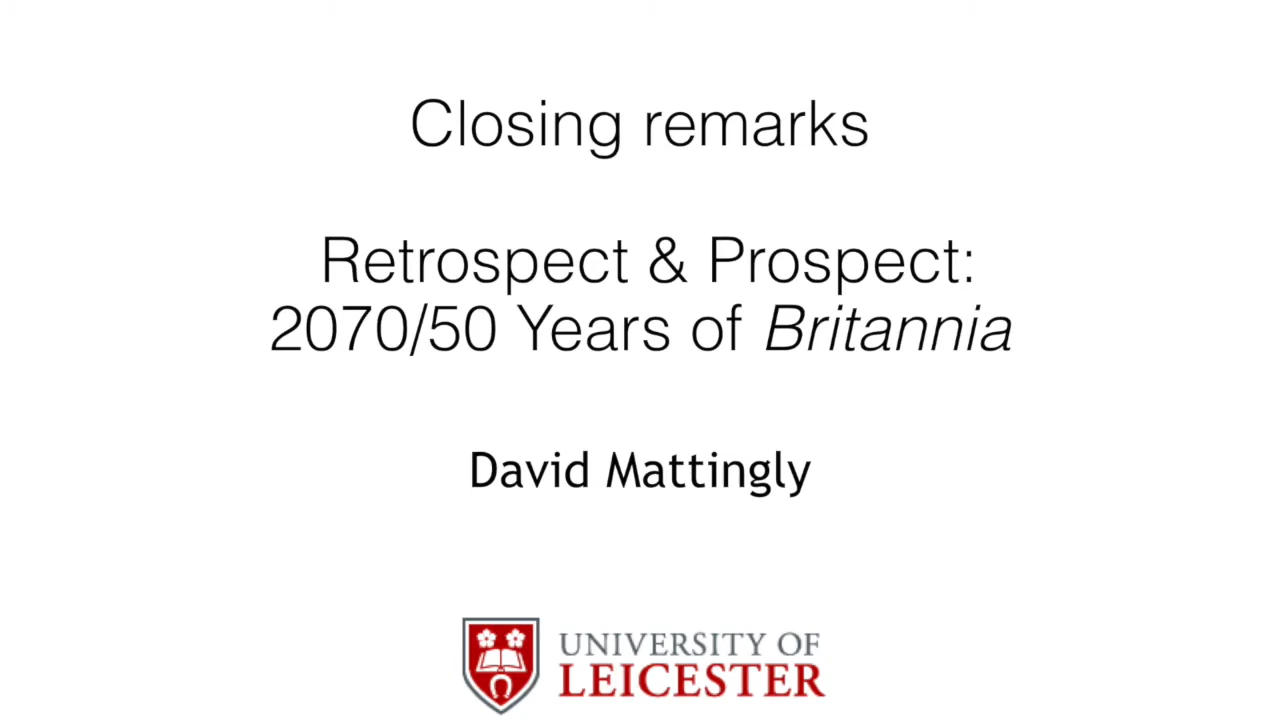 Closing remarks
Retrospect & Prospect:
2070/50 Years of Britannia
David Mattingly
UNIVERSITY OF
LEICESTER